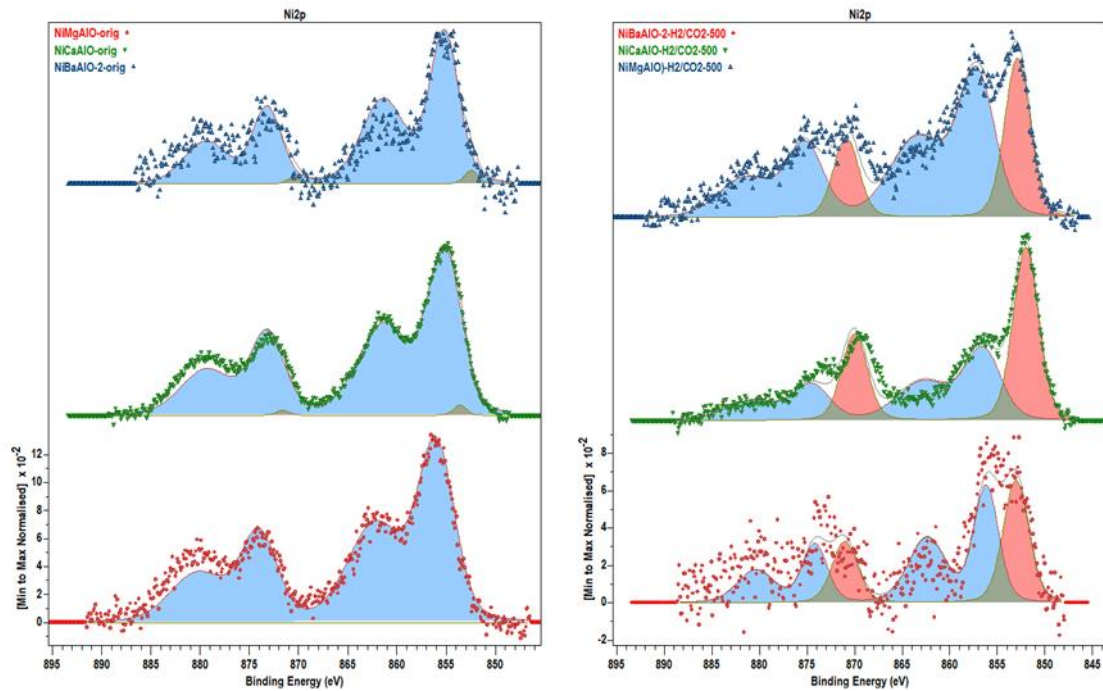 Ni2p
NiMgAlO-orig
NiCaAlO-orig
NiBaAlO-2-orig
[Min to Max Normalised] x 10-2
12
10
8
6
4
2
0
895 890 885 880 875 870 865 860 855 850
Binding Energy (eV)
Ni2p
NiBaAlO-2-H2/CO2-500
NiCaAlO-H2/CO2-500
NiMgAlO)-H2/CO2-500
[Min to Max Normalised] x 10-2
8
6
4
2
0
-2
895 890 885 880 875 870 865 860 855 850 845
Binding Energy (eV)